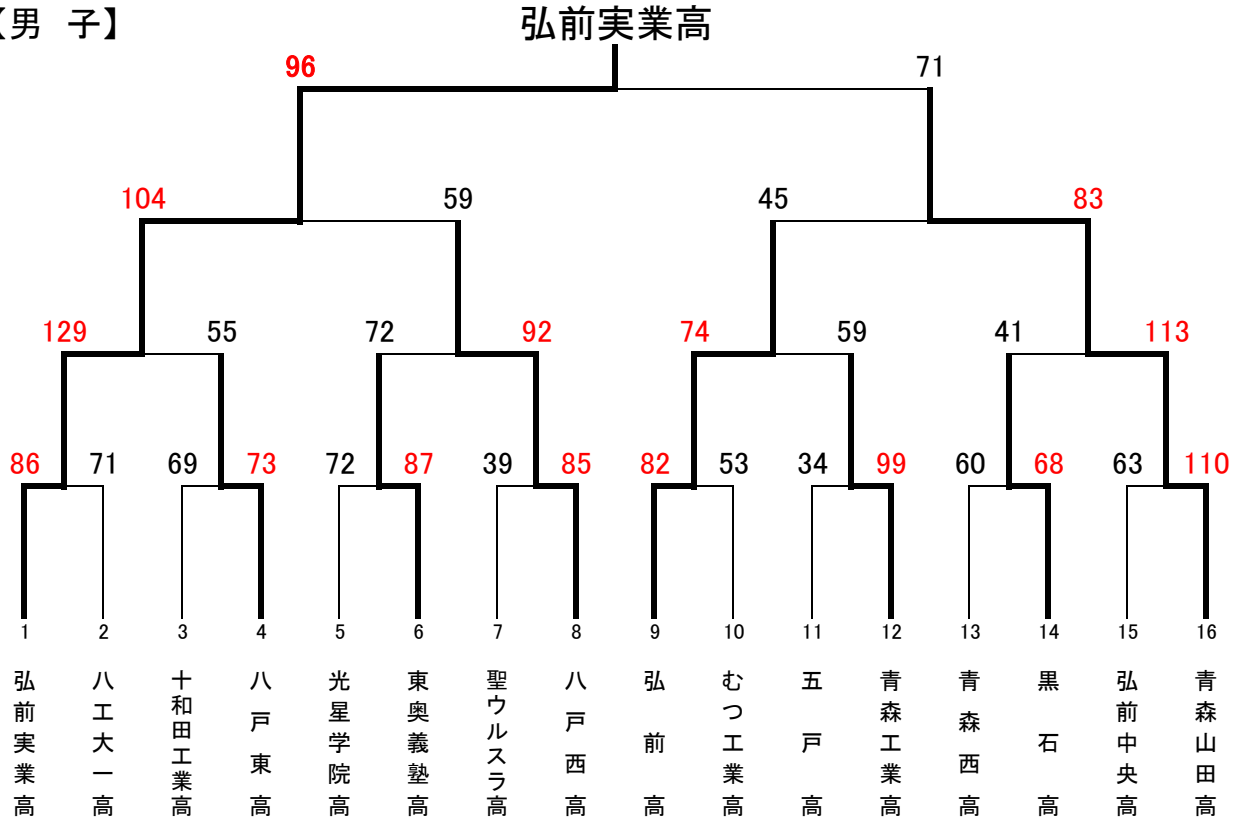 【男 子】
弘前実業高
96 71
104 59 45 83
129 55 72 92 74 59 41 113
86 71 69 73 72 87 39 85 82 53 34 99 60 68 63 110
1 2 3 4 5 6 7 8 9 10 11 12 13 14 15 16
弘前実業高
八工大一高
十和田工業高
八戸東高
光星学院高
東奥義塾高
聖ウルスラ高
八戸西高
弘前高
むつ工業高
五戸高
青森工業高
青森西高
黒石高
弘前中央高
青森山田高